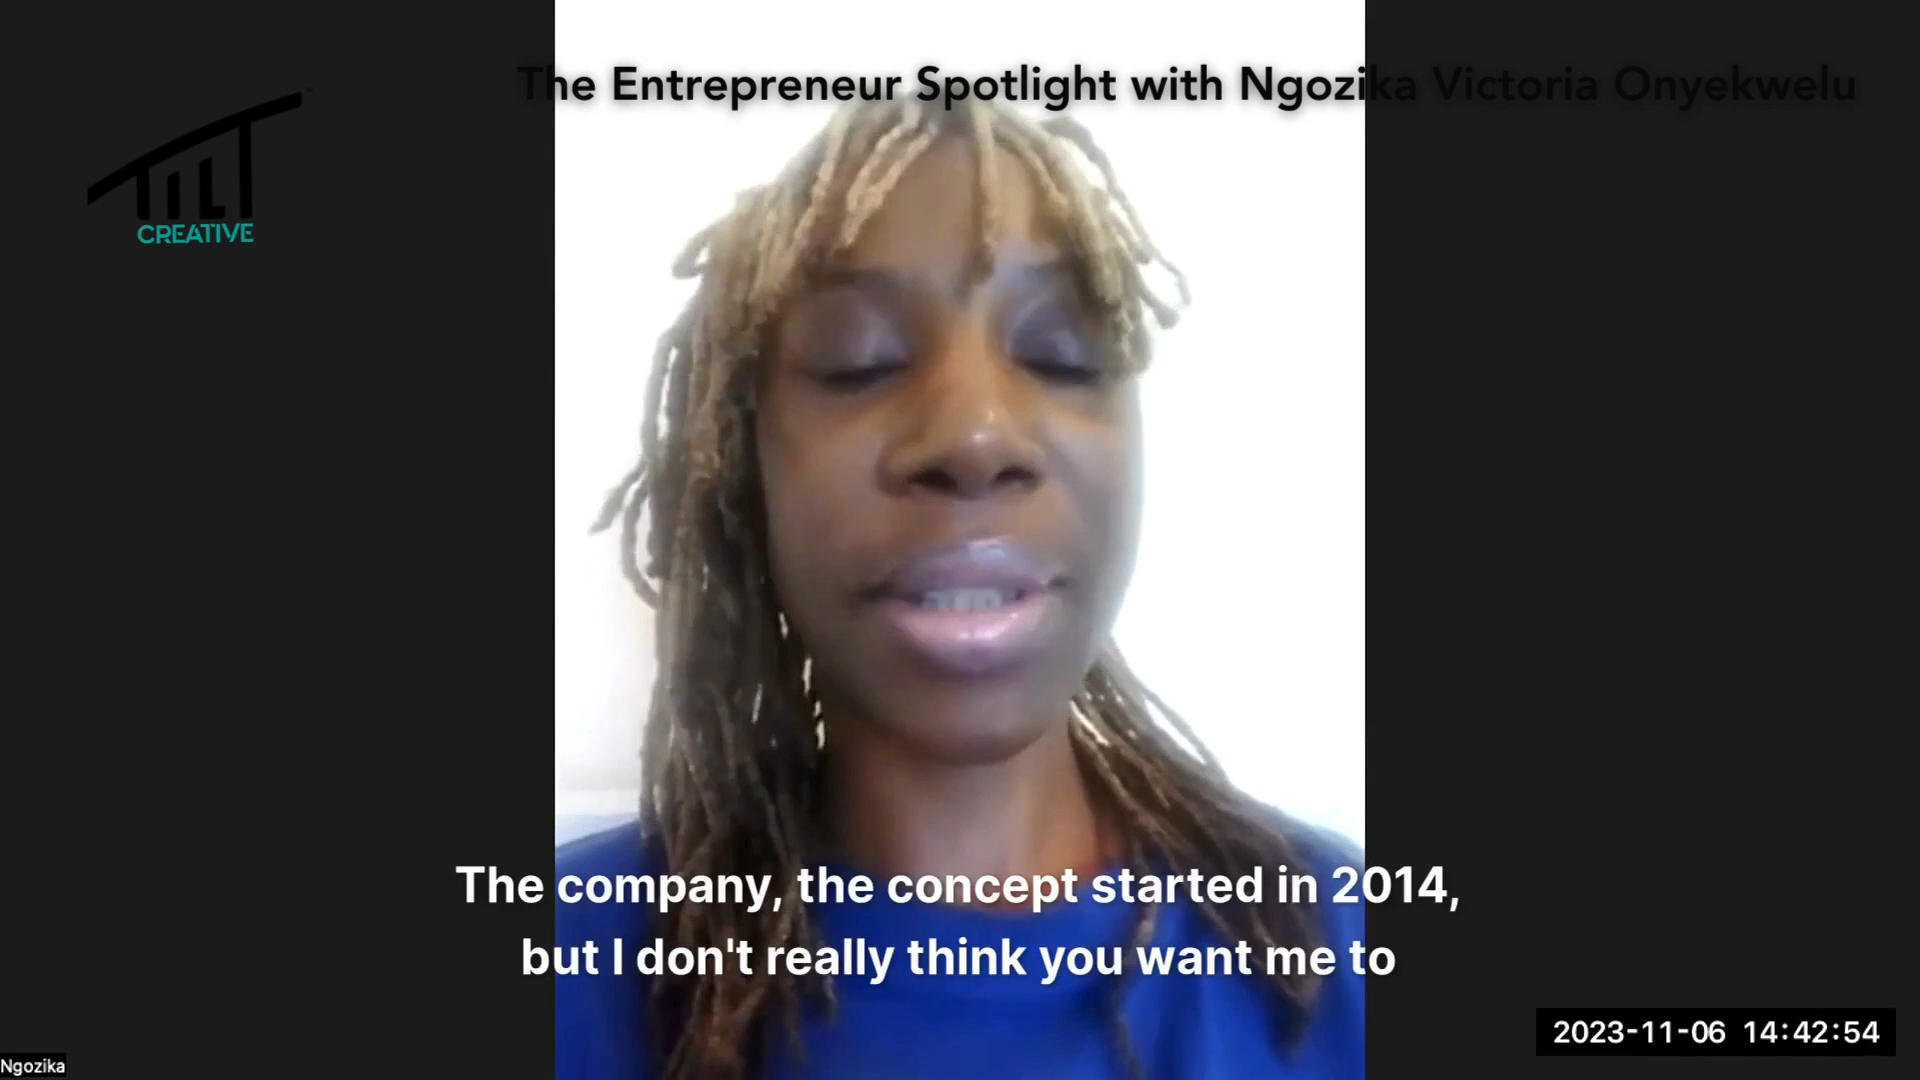 The Entrepreneur Spotlight with Ngozika Victoria Onyekwelu
TILT
CREATIVE
The company, the concept started in 2014,
but I don't really think you want me to
2023-11-06 14:42:54
Ngozika